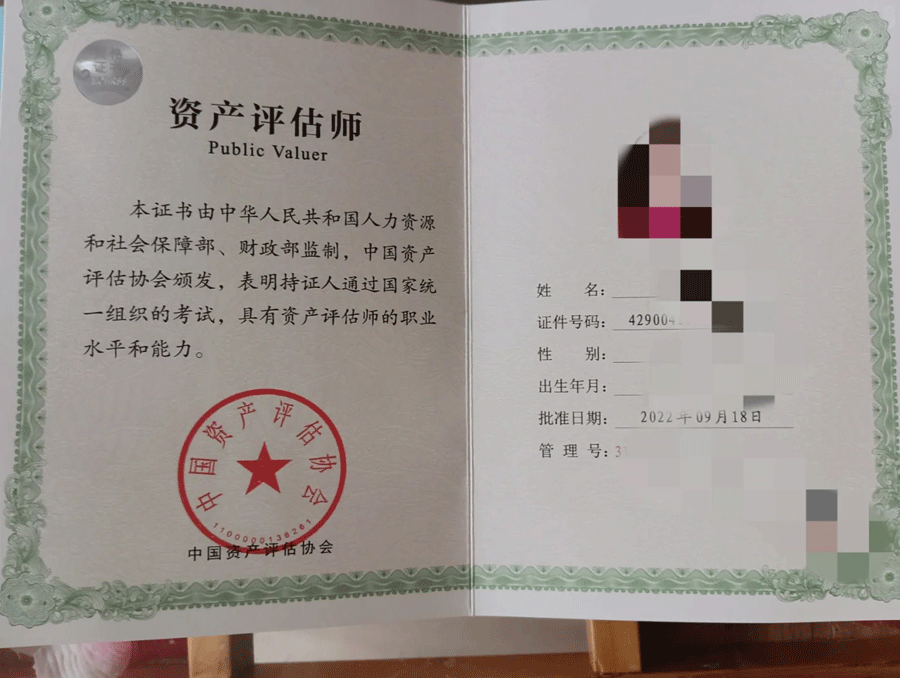 资产评估师
Public Valuer
本证书由中华人民共和国人力资源
和社会保障部、财政部监制，中国资产
评估协会颁发，表明持证人通过国家统
一组织的考试，具有资产评估师的职业
水平和能力。
中国资产评估协会
1100000136261
中国资产评估协会
姓 名：
证件号码： 429004
性 别：
出生年月：
批准日期： 2022年09月18日
管 理 号： 3